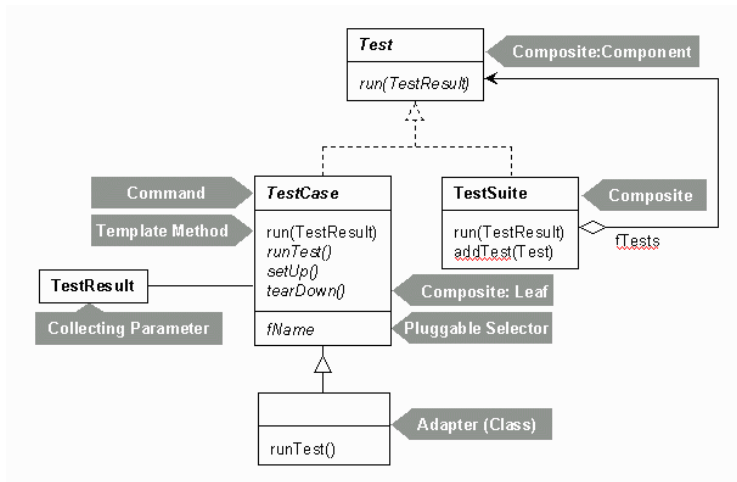 Test
Composite:Component
run(TestResult)
Command
TestCase
TestSuite
Composite
Template Method
run(TestResult)
runTest()
setUp()
tearDown()
run(TestResult)
addTest(Test)
fTests
TestResult
Composite: Leaf
Collecting Parameter
fName
Pluggable Selector
Adapter (Class)
runTest()